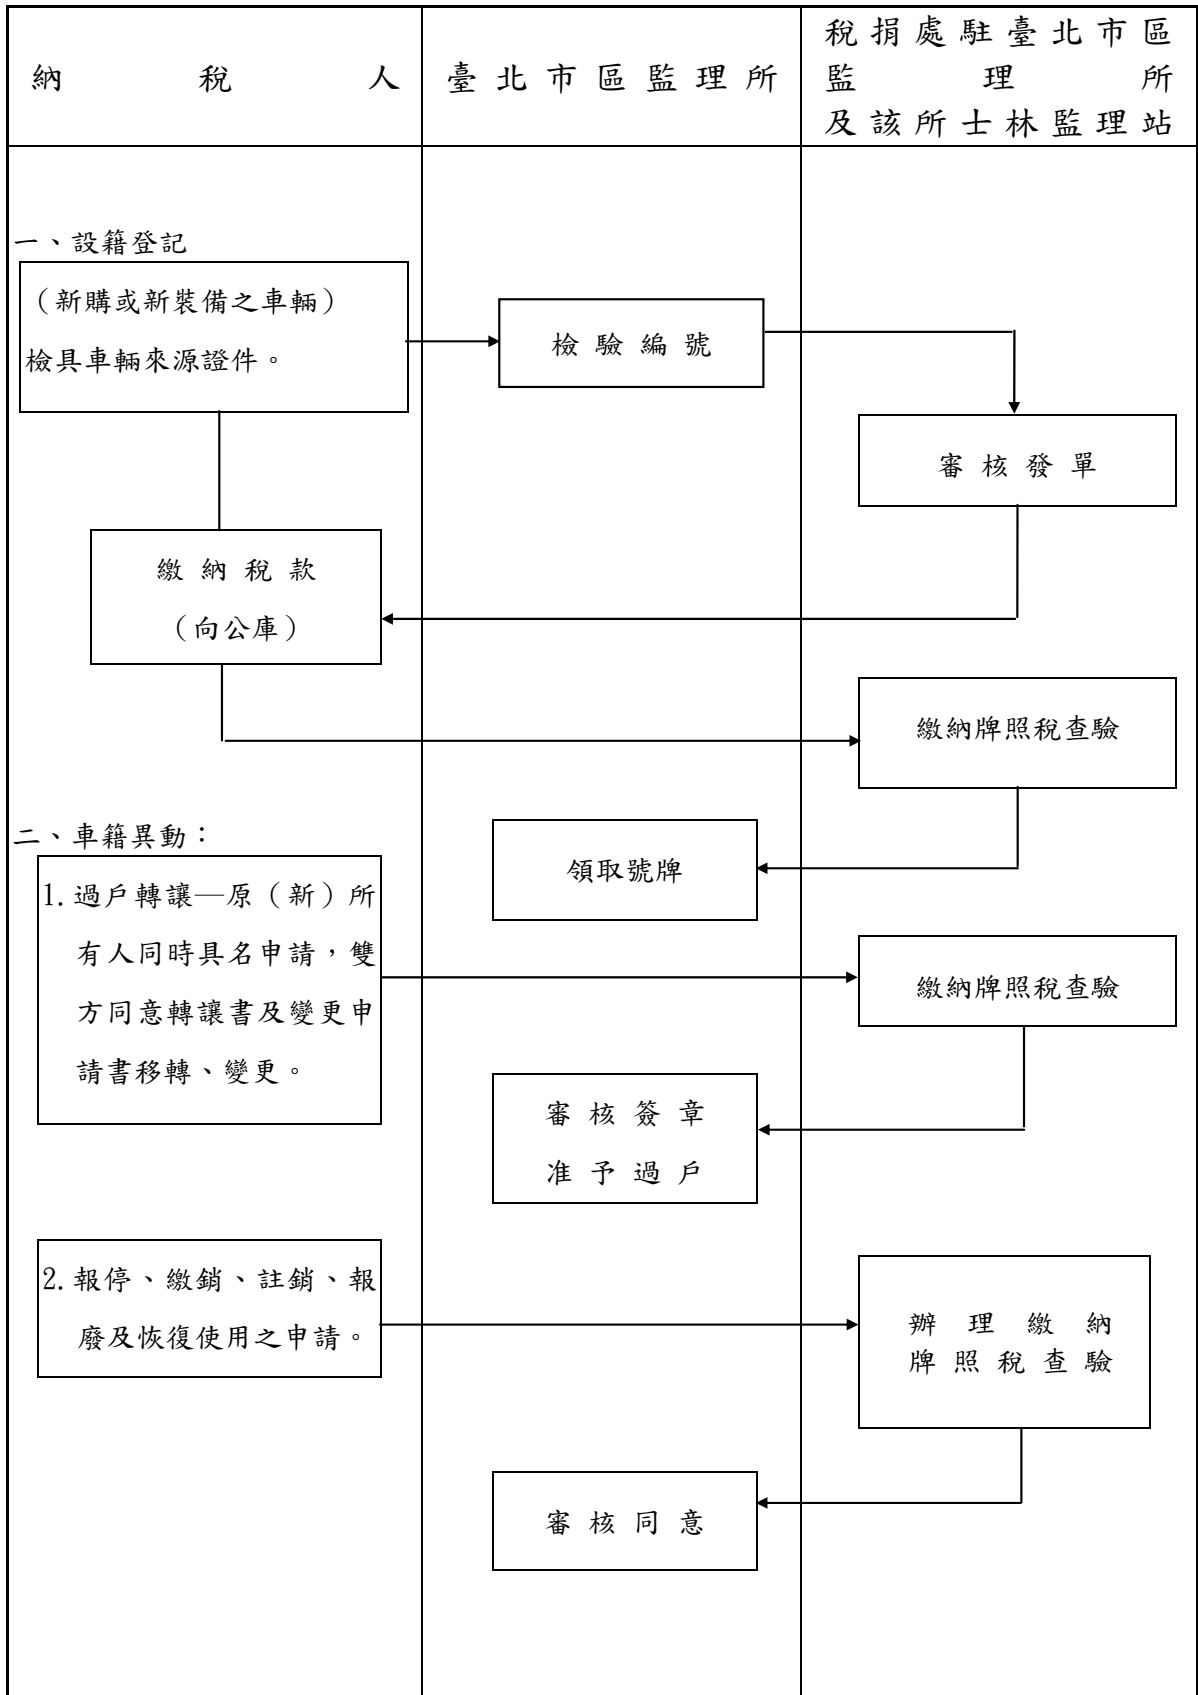 納稅人
臺北市區監理所
稅捐處駐臺北市區
監理所
及該所士林監理站
一、設籍登記
（新購或新裝備之車輛）
檢具車輛來源證件。
檢驗編號
審核發單
繳納稅款
（向公庫）
繳納牌照稅查驗
領取號牌
二、車籍異動：
1.過戶轉讓—原（新）所
有人同時具名申請，雙
方同意轉讓書及變更申
請書移轉、變更。
繳納牌照稅查驗
審核簽章
准予過戶
2.報停、繳銷、註銷、報
廢及恢復使用之申請。
辦理繳納
牌照稅查驗
審核同意